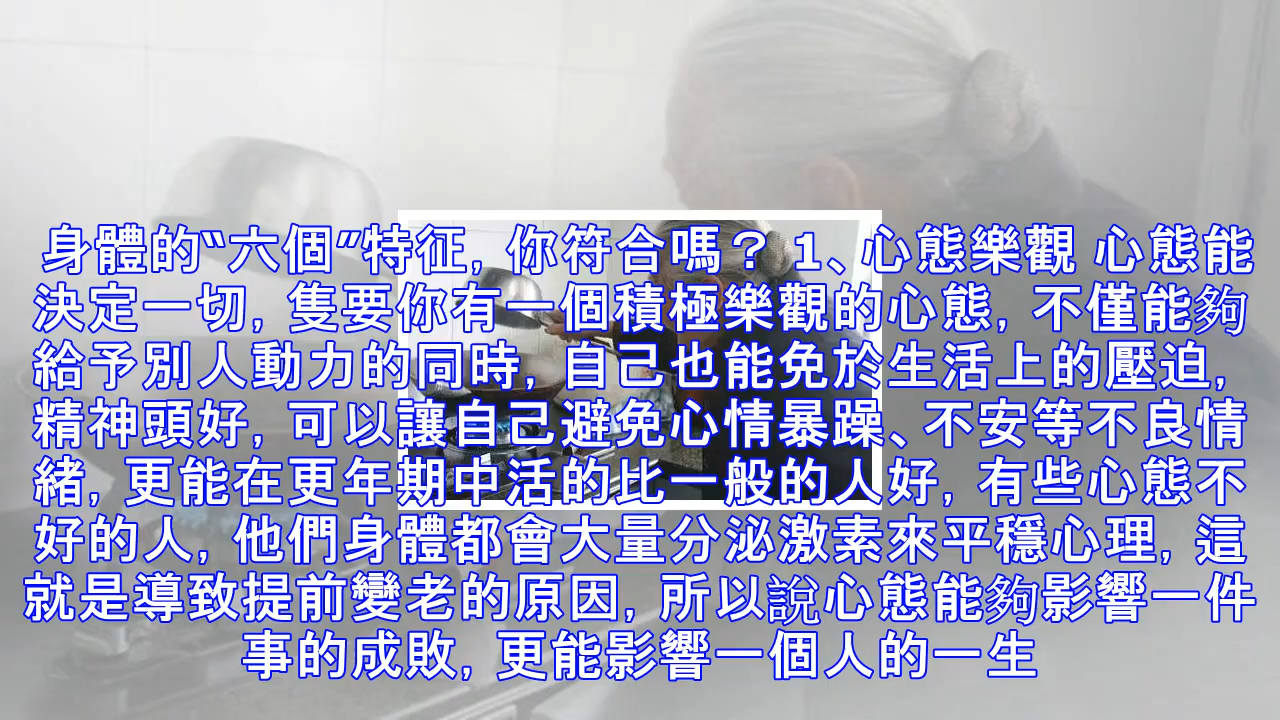 身體的“六個”特征, 你符合嗎？ 1、心態樂觀 心態能
決定一切, 隻要你有一個積極樂觀的心態, 不僅能夠
給予別人動力的同時, 自己也能免於生活上的壓迫,
精神頭好, 可以讓自己避免心情暴躁、不安等不良情
緒, 更能在更年期中活的比一般的人好, 有些心態不
好的人, 他們身體都會大量分泌激素來平穩心理, 這
就是導致提前變老的原因, 所以說心態能夠影響一件
事的成敗, 更能影響一個人的一生